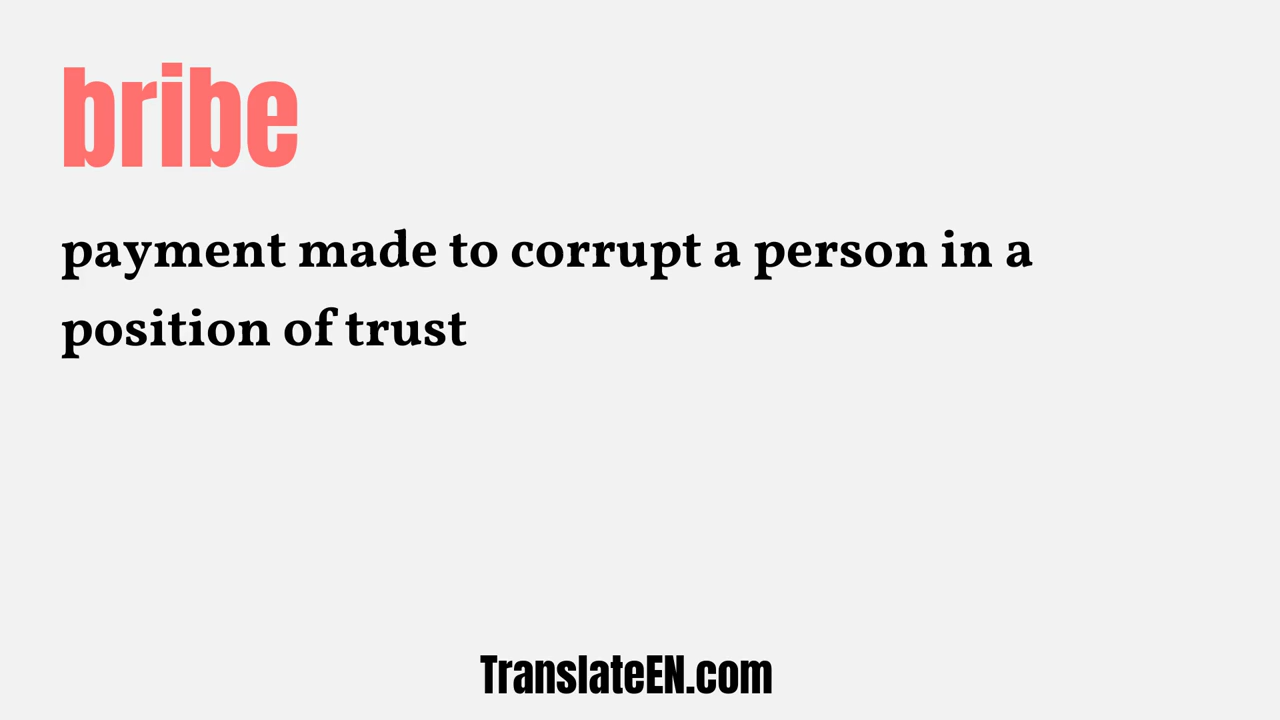 bribe
payment made to corrupt a person in a
position of trust
TranslateEN.com